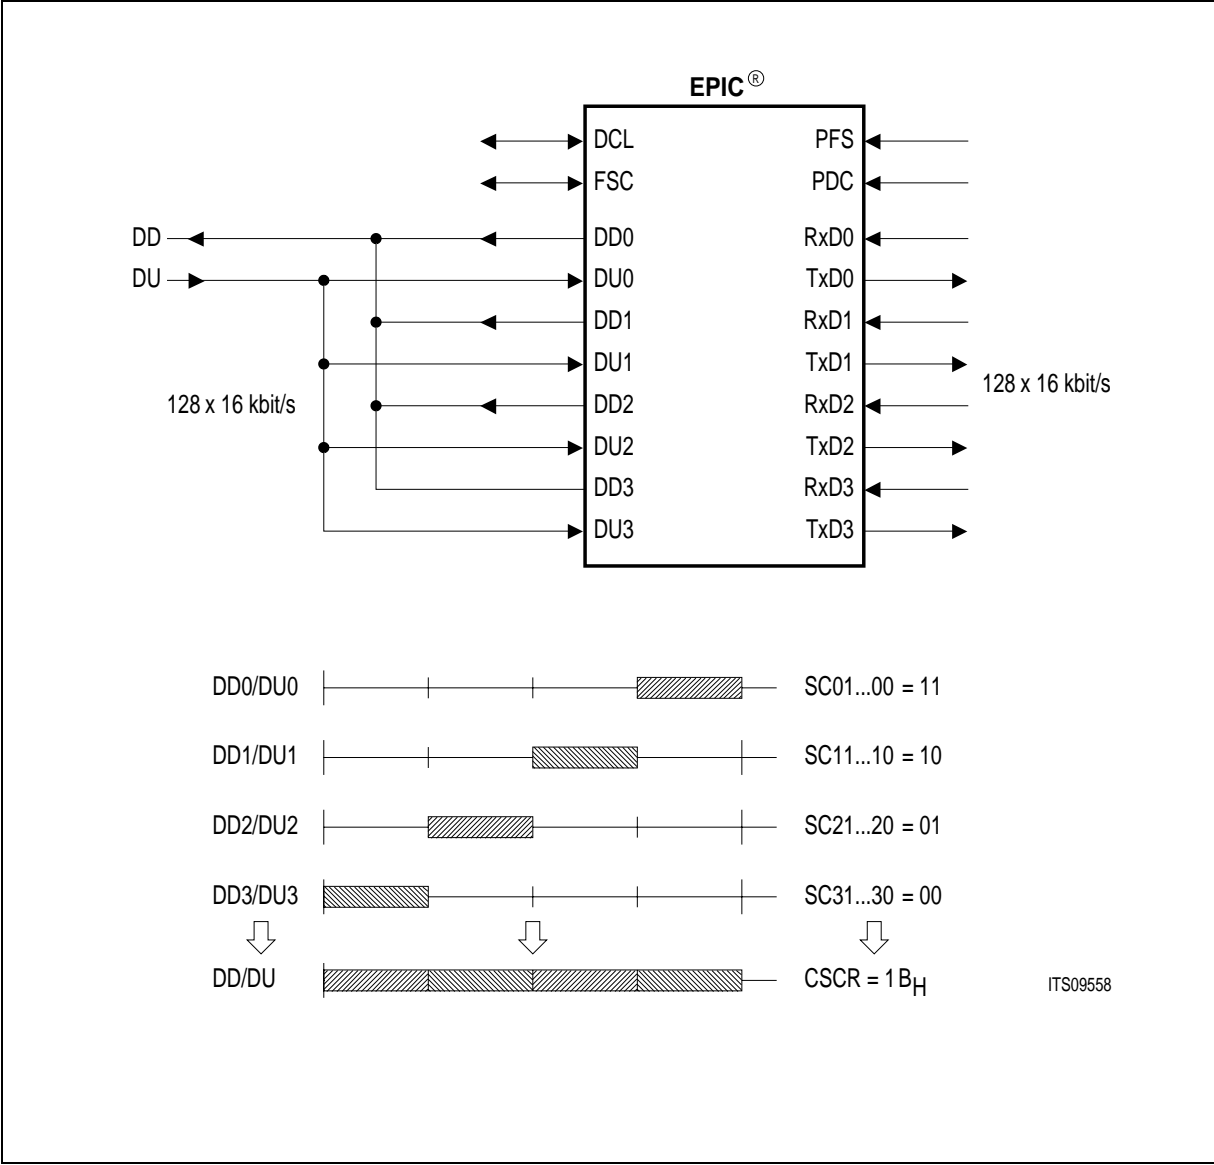 EPIC®
DCL PFS
FSC PDC
DD DD0 RxD0
DU DU0 TxD0
DD1 RxD1
DU1 TxD1
128 x 16 kbit/s DD2 RxD2 128 x 16 kbit/s
DU2 TxD2
DD3 RxD3
DU3 TxD3
DD0/DU0 SC01...00 = 11
DD1/DU1 SC11...10 = 10
DD2/DU2 SC21...20 = 01
DD3/DU3 SC31...30 = 00
DD/DU CSCR = 1BH ITS09558